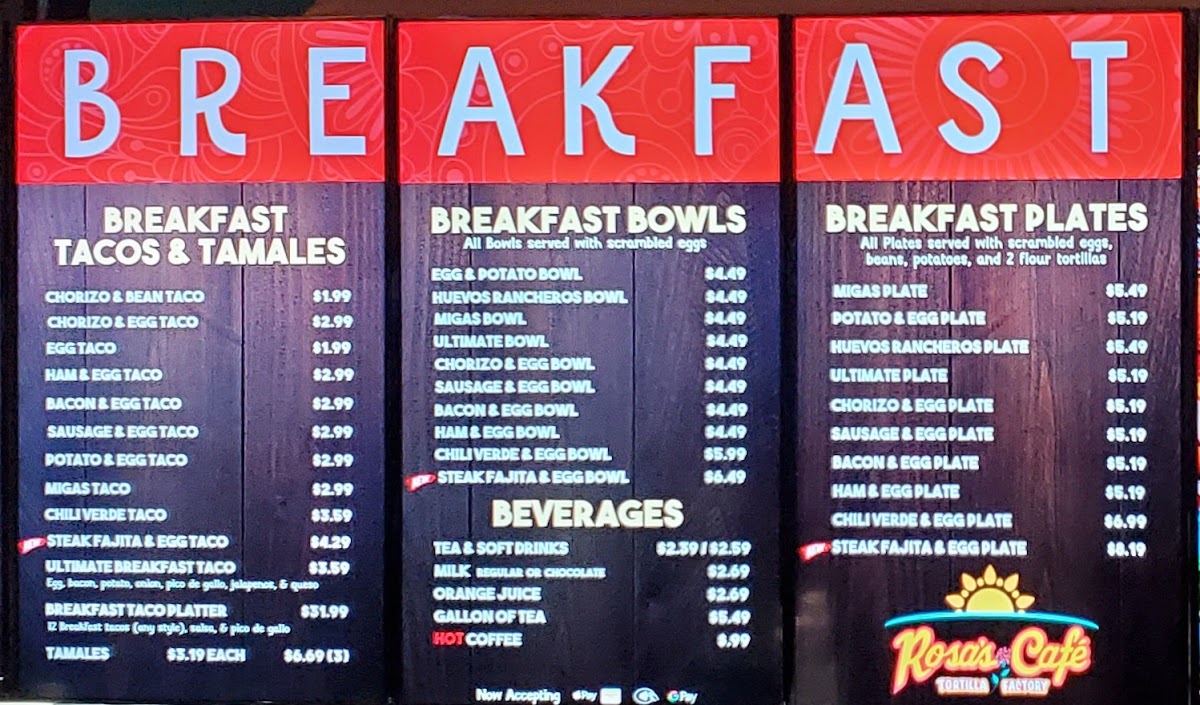 BREAKFAST
BREAKFAST
TACOS & TAMALES
CHORIZO & BEAN TACO $1.99
CHORIZO & EGG TACO $2.99
EGG TACO $1.99
HAM & EGG TACO $2.99
BACON & EGG TACO $2.99
SAUSAGE & EGG TACO $2.99
POTATO & EGG TACO $2.99
MIGAS TACO $2.99
CHILI VERDE TACO $3.59
NEW STEAK FAJITA & EGG TACO $4.29
ULTIMATE BREAKFAST TACO $3.59
Egg, bacon, potato, onion, pico de gallo, jalapenos, & queso
BREAKFAST TACO PLATTER $31.99
12 Breakfast tacos (any style), salsa, & pico de gallo
TAMALES $3.19 EACH $6.69 (3)
BREAKFAST BOWLS
All Bowls served with scrambled eggs
EGG & POTATO BOWL $4.49
HUEVOS RANCHEROS BOWL $4.49
MIGAS BOWL $4.49
ULTIMATE BOWL $4.49
CHORIZO & EGG BOWL $4.49
SAUSAGE & EGG BOWL $4.49
BACON & EGG BOWL $4.49
HAM & EGG BOWL $4.49
CHILI VERDE & EGG BOWL $5.99
NEW STEAK FAJITA & EGG BOWL $6.49
BEVERAGES
TEA & SOFT DRINKS $2.39 / $2.59
MILK REGULAR OR CHOCOLATE $2.69
ORANGE JUICE $2.69
GALLON OF TEA $5.49
HOT COFFEE $.99
Now Accepting Pay G Pay
BREAKFAST PLATES
All Plates served with scrambled eggs,
beans, potatoes, and 2 flour tortillas
MIGAS PLATE $5.49
POTATO & EGG PLATE $5.19
HUEVOS RANCHEROS PLATE $5.49
ULTIMATE PLATE $5.19
CHORIZO & EGG PLATE $5.19
SAUSAGE & EGG PLATE $5.19
BACON & EGG PLATE $5.19
HAM & EGG PLATE $5.19
CHILI VERDE & EGG PLATE $6.99
NEW STEAK FAJITA & EGG PLATE $8.19
Rosa's Café
TORTILLA FACTORY